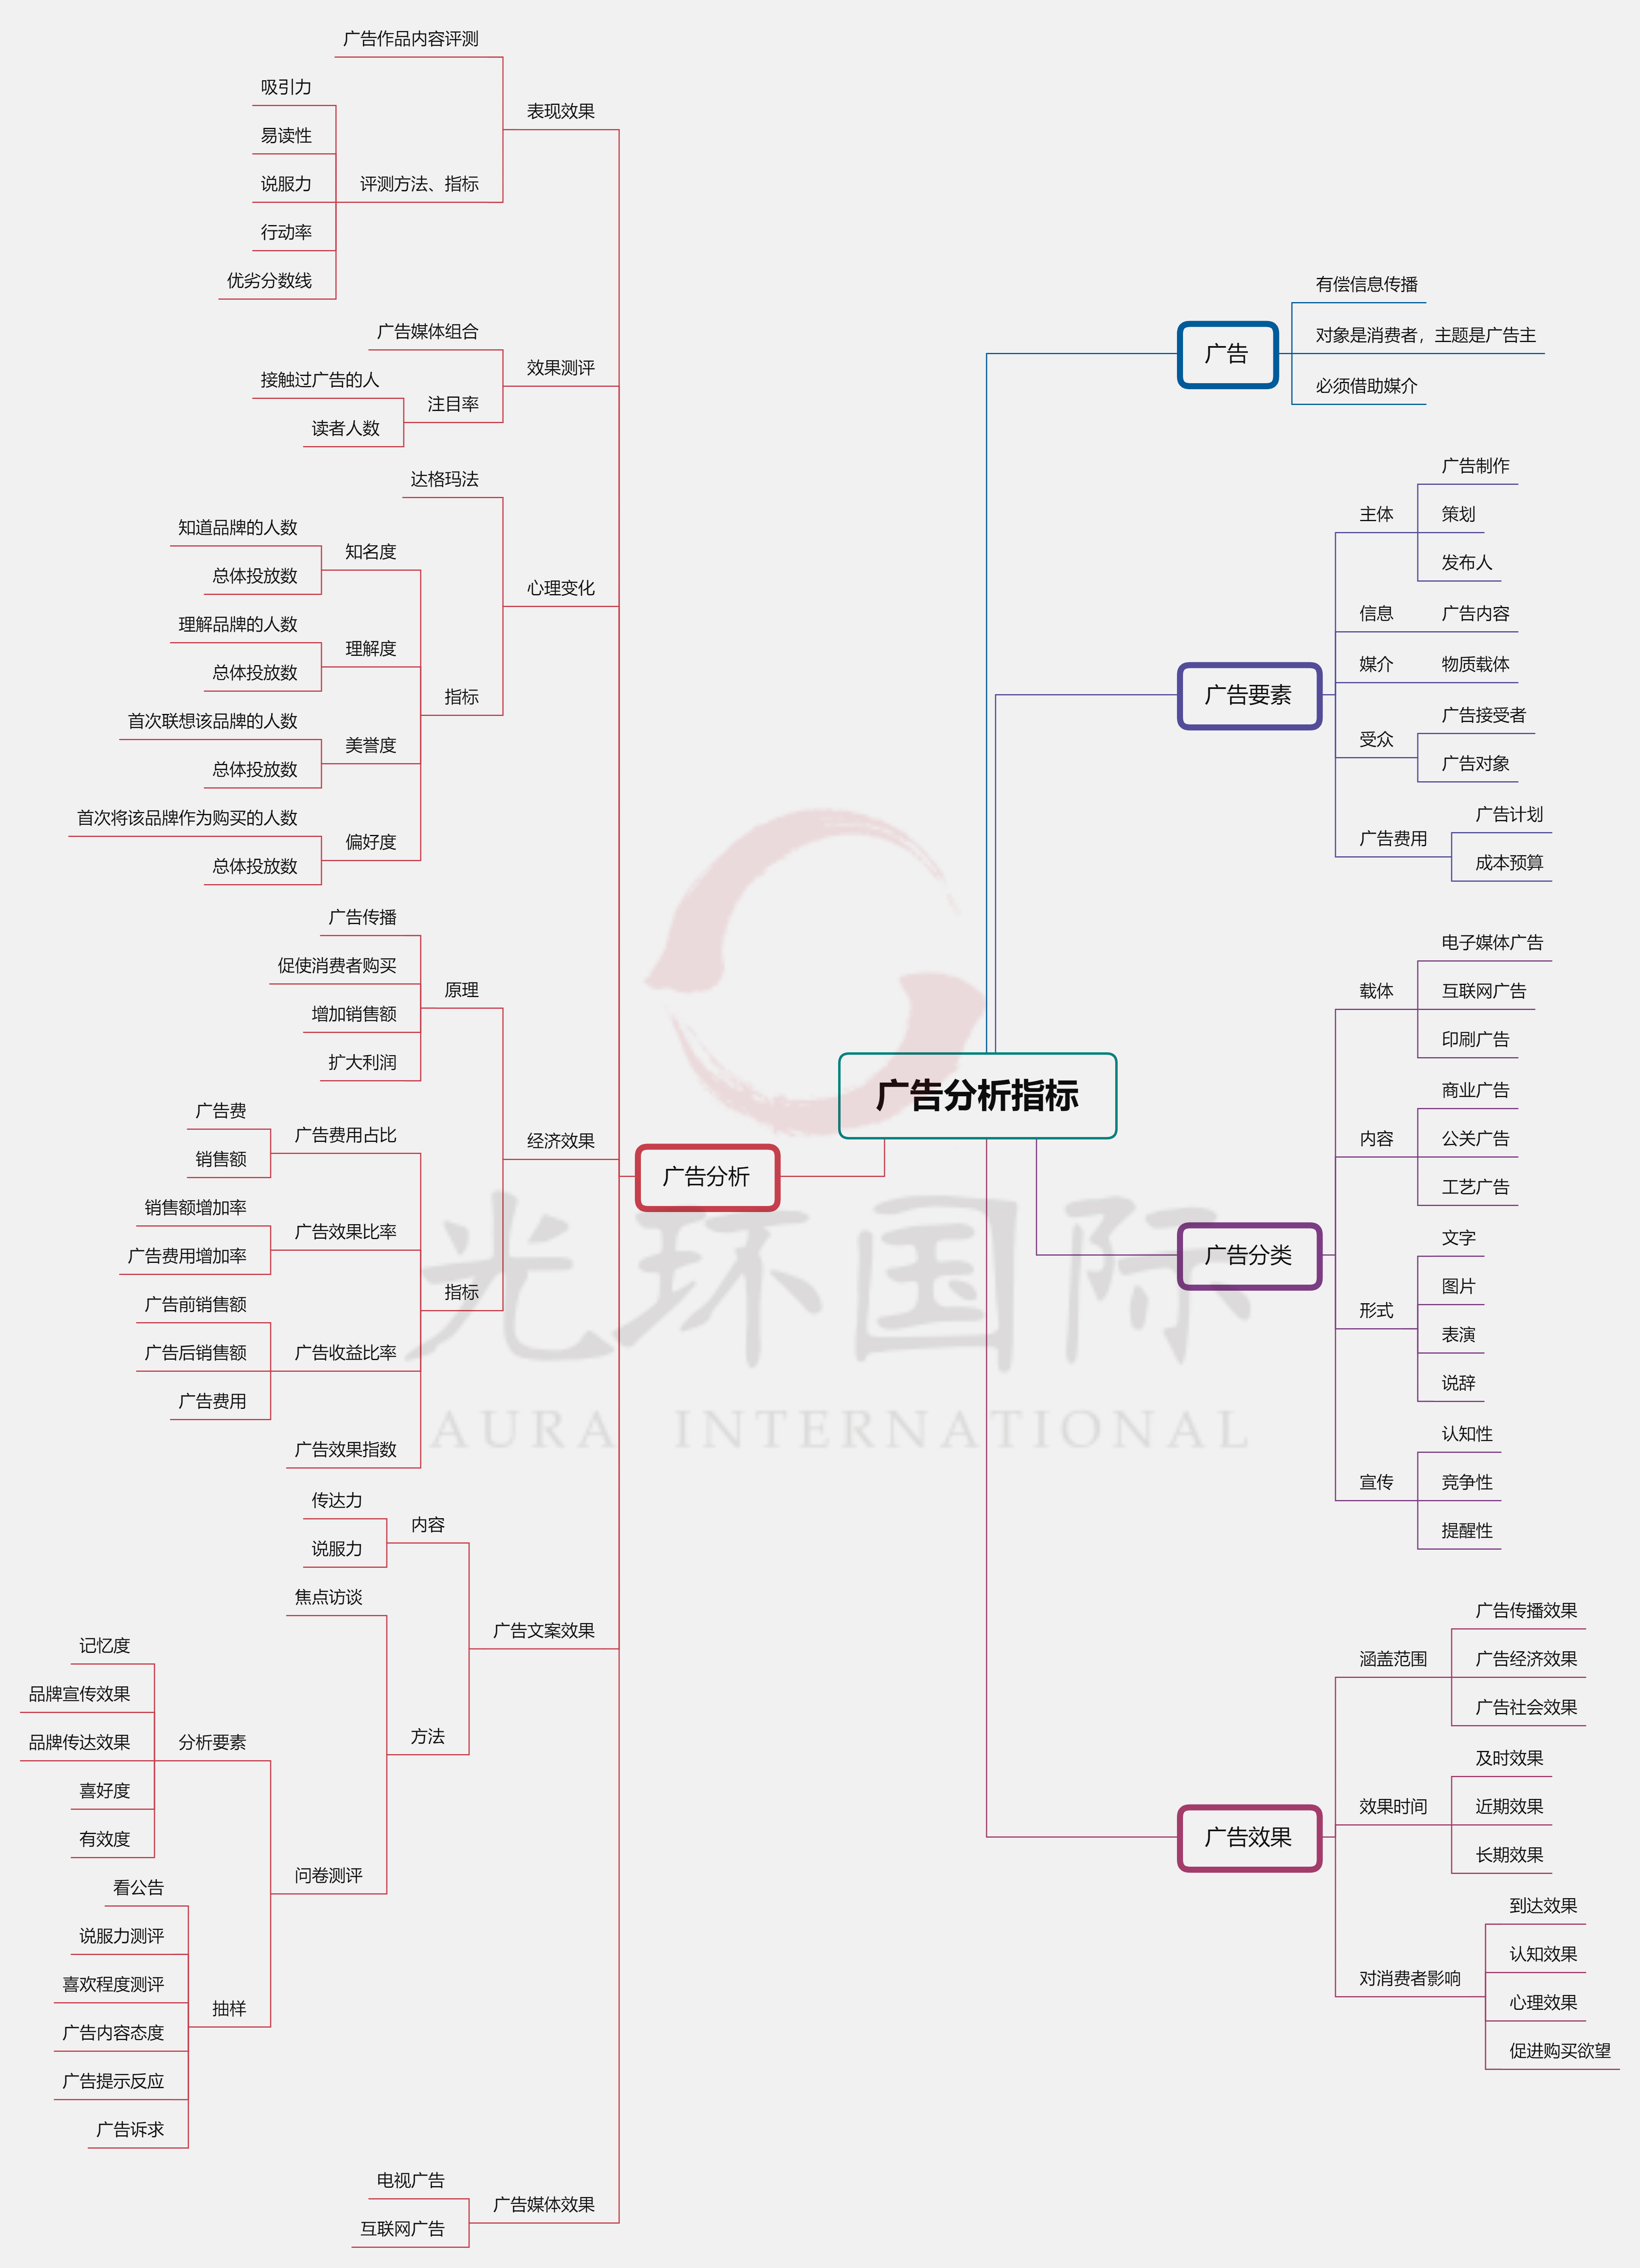 广告分析指标
广告
有偿信息传播
对象是消费者，主题是广告主
必须借助媒介
广告要素
主体
广告制作
策划
发布人
信息
广告内容
媒介
物质载体
受众
广告接受者
广告对象
广告费用
广告计划
成本预算
广告分类
载体
电子媒体广告
互联网广告
印刷广告
内容
商业广告
公关广告
工艺广告
形式
文字
图片
表演
说辞
宣传
认知性
竞争性
提醒性
广告效果
涵盖范围
广告传播效果
广告经济效果
广告社会效果
效果时间
及时效果
近期效果
长期效果
对消费者影响
到达效果
认知效果
心理效果
促进购买欲望
广告分析
表现效果
广告作品内容评测
评测方法、指标
吸引力
易读性
说服力
行动率
优劣分数线
效果测评
广告媒体组合
注目率
接触过广告的人
读者人数
心理变化
达格玛法
指标
知名度
知道品牌的人数
总体投放数
理解度
理解品牌的人数
总体投放数
美誉度
首次联想该品牌的人数
总体投放数
偏好度
首次将该品牌作为购买的人数
总体投放数
经济效果
原理
广告传播
促使消费者购买
增加销售额
扩大利润
指标
广告费用占比
广告费
销售额
广告效果比率
销售额增加率
广告费用增加率
广告收益比率
广告前销售额
广告后销售额
广告费用
广告效果指数
广告文案效果
内容
传达力
说服力
方法
焦点访谈
问卷测评
分析要素
记忆度
品牌宣传效果
品牌传达效果
喜好度
有效度
抽样
看公告
说服力测评
喜欢程度测评
广告内容态度
广告提示反应
广告诉求
广告媒体效果
电视广告
互联网广告
光环国际
AURA INTERNATIONAL